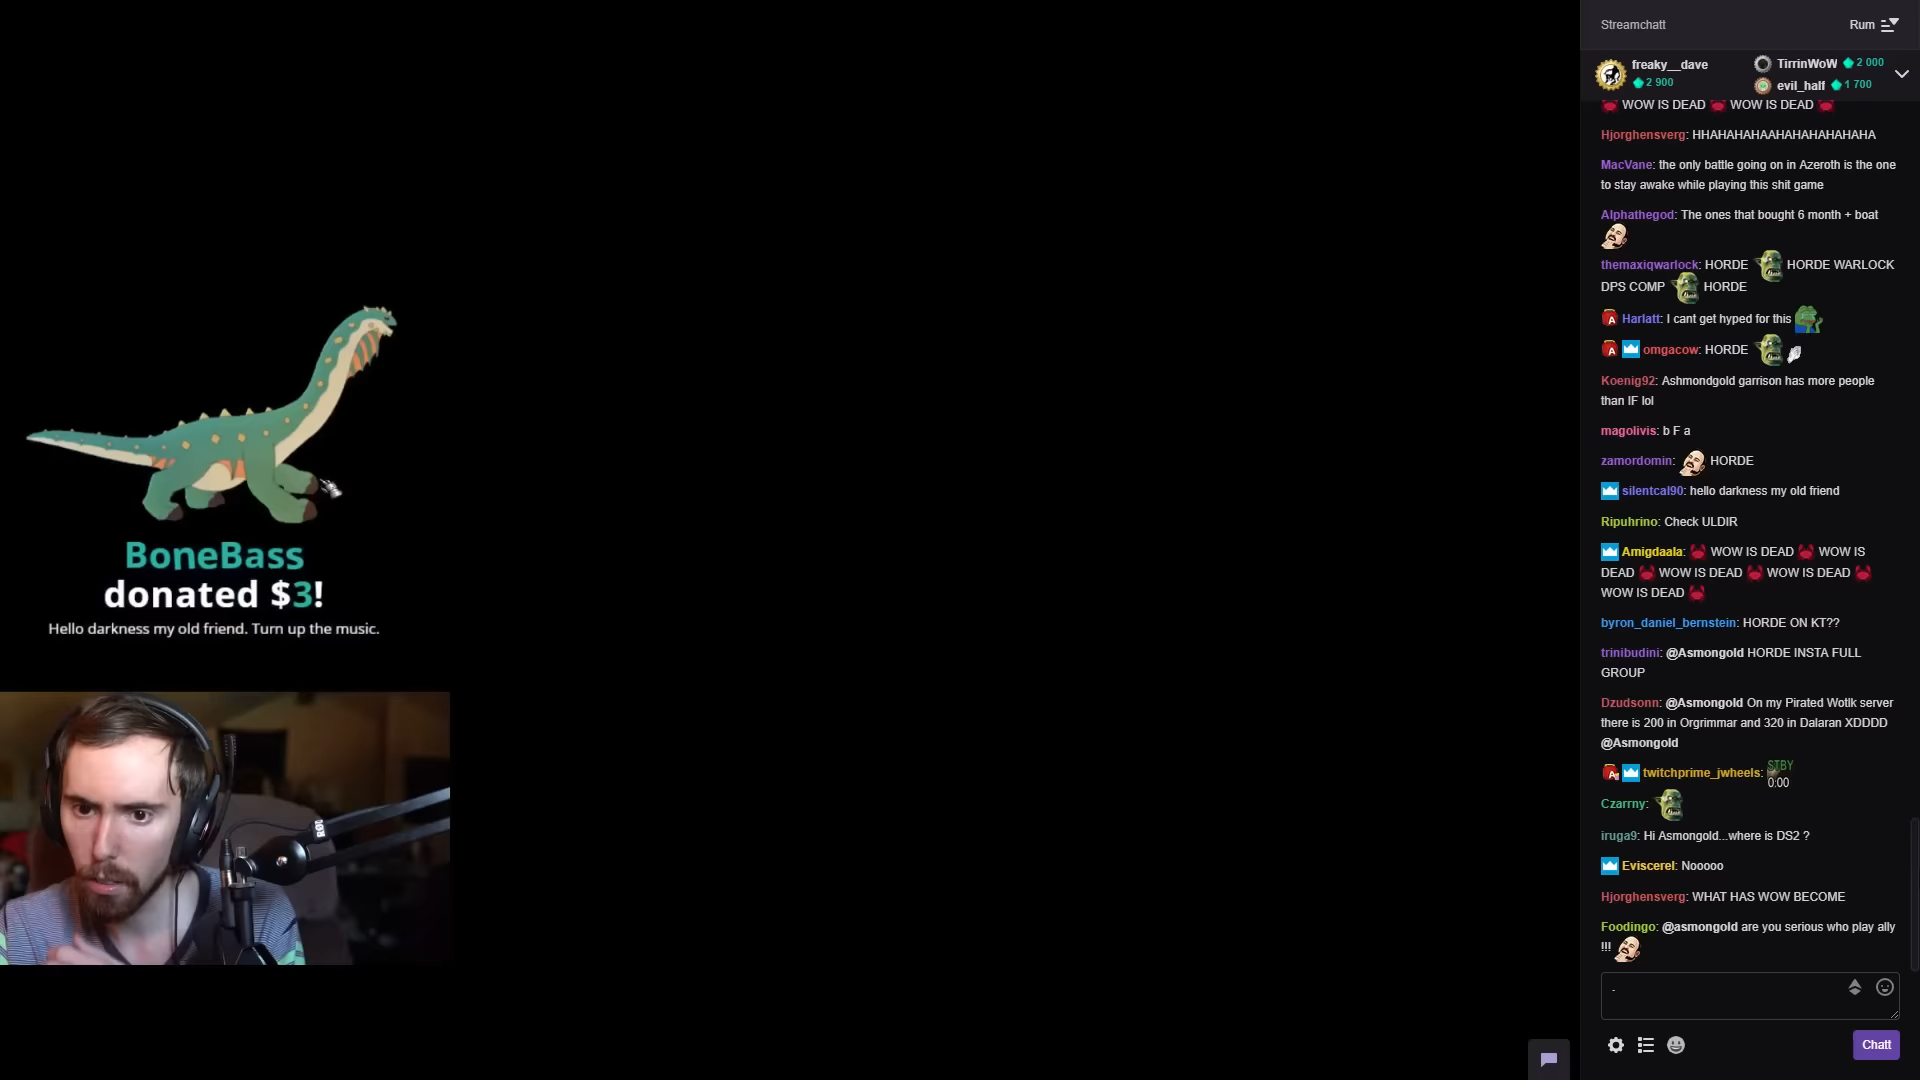 BoneBass
donated $3!
Hello darkness my old friend. Turn up the music.
Streamchatt
Rum
freaky__dave
2 900
TirrinWoW 2 000
evil_half 1 700
WOW IS DEAD WOW IS DEAD
Hjorghensverg: HHAHAHAHAAHAHAHAHAHAHA
MacVane: the only battle going on in Azeroth is the one
to stay awake while playing this shit game
Alphathegod: The ones that bought 6 month + boat
themaxiqwarlock: HORDE HORDE WARLOCK
DPS COMP HORDE
Harlatt: I cant get hyped for this
omgacow: HORDE
Koenig92: Ashmondgold garrison has more people
than IF lol
magolivis: b F a
zamordomin: HORDE
silentcal90: hello darkness my old friend
Ripuhrino: Check ULDIR
Amigdaala: WOW IS DEAD WOW IS
DEAD WOW IS DEAD WOW IS DEAD
WOW IS DEAD
byron_daniel_bernstein: HORDE ON KT??
trinibudini: @Asmongold HORDE INSTA FULL
GROUP
Dzudsonn: @Asmongold On my Pirated Wotlk server
there is 200 in Orgrimmar and 320 in Dalaran XDDDD
@Asmongold
twitchprime_jwheels: STBY
0:00
Czarrny:
iruga9: Hi Asmongold...where is DS2 ?
Eviscerel: Nooooo
Hjorghensverg: WHAT HAS WOW BECOME
Foodingo: @asmongold are you serious who play ally
!!!
-
Chatt